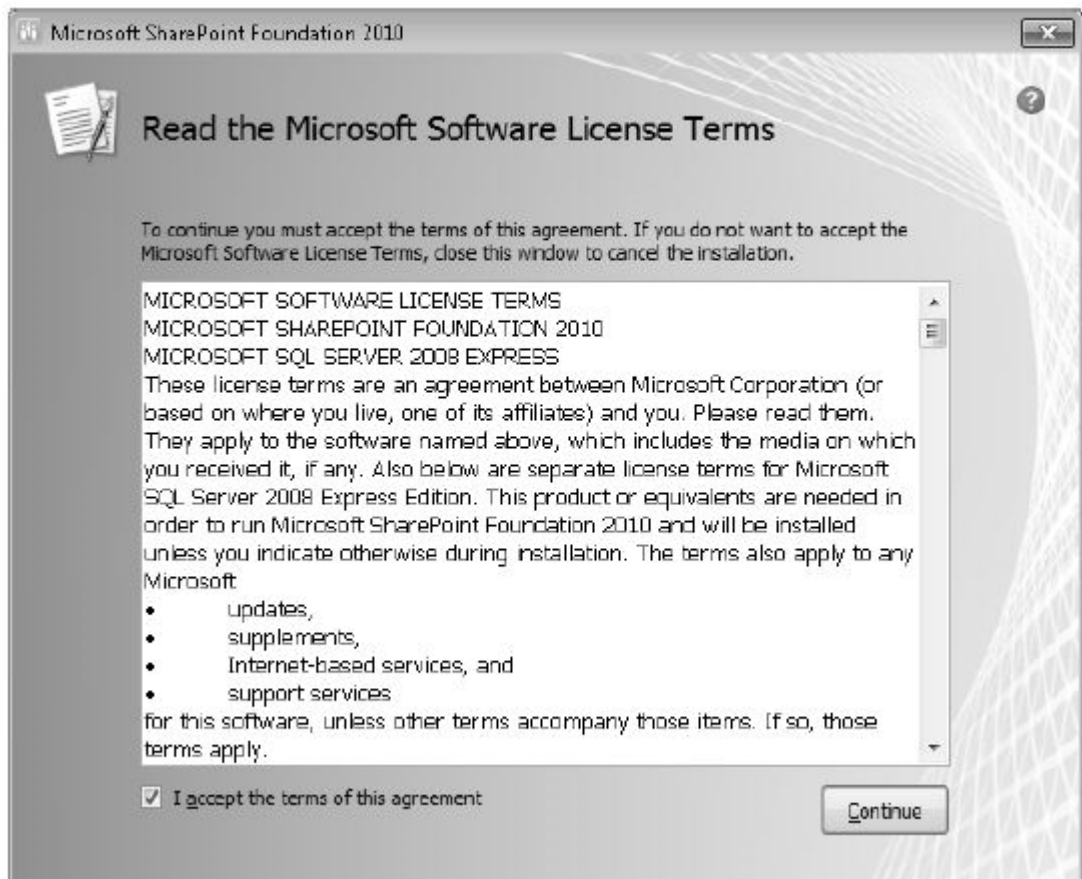 Microsoft SharePoint Foundation 2010
Read the Microsoft Software License Terms
To continue you must accept the terms of this agreement. If you do not want to accept the
Microsoft Software License Terms, close this window to cancel the installation.
MICROSOFT SOFTWARE LICENSE TERMS
MICROSOFT SHAREPOINT FOUNDATION 2010
MICROSOFT SQL SERVER 2008 EXPRESS
These license terms are an agreement between Microsoft Corporation (or
based on where you live, one of its affiliates) and you. Please read them.
They apply to the software named above, which includes the media on which
you received it, if any. Also below are separate license terms for Microsoft
SQL Server 2008 Express Edition. This product or equivalents are needed in
order to run Microsoft SharePoint Foundation 2010 and will be installed
unless you indicate otherwise during installation. The terms also apply to any
Microsoft
• updates,
• supplements,
• Internet-based services, and
• support services
for this software, unless other terms accompany those items. If so, those
terms apply.
I accept the terms of this agreement
Continue